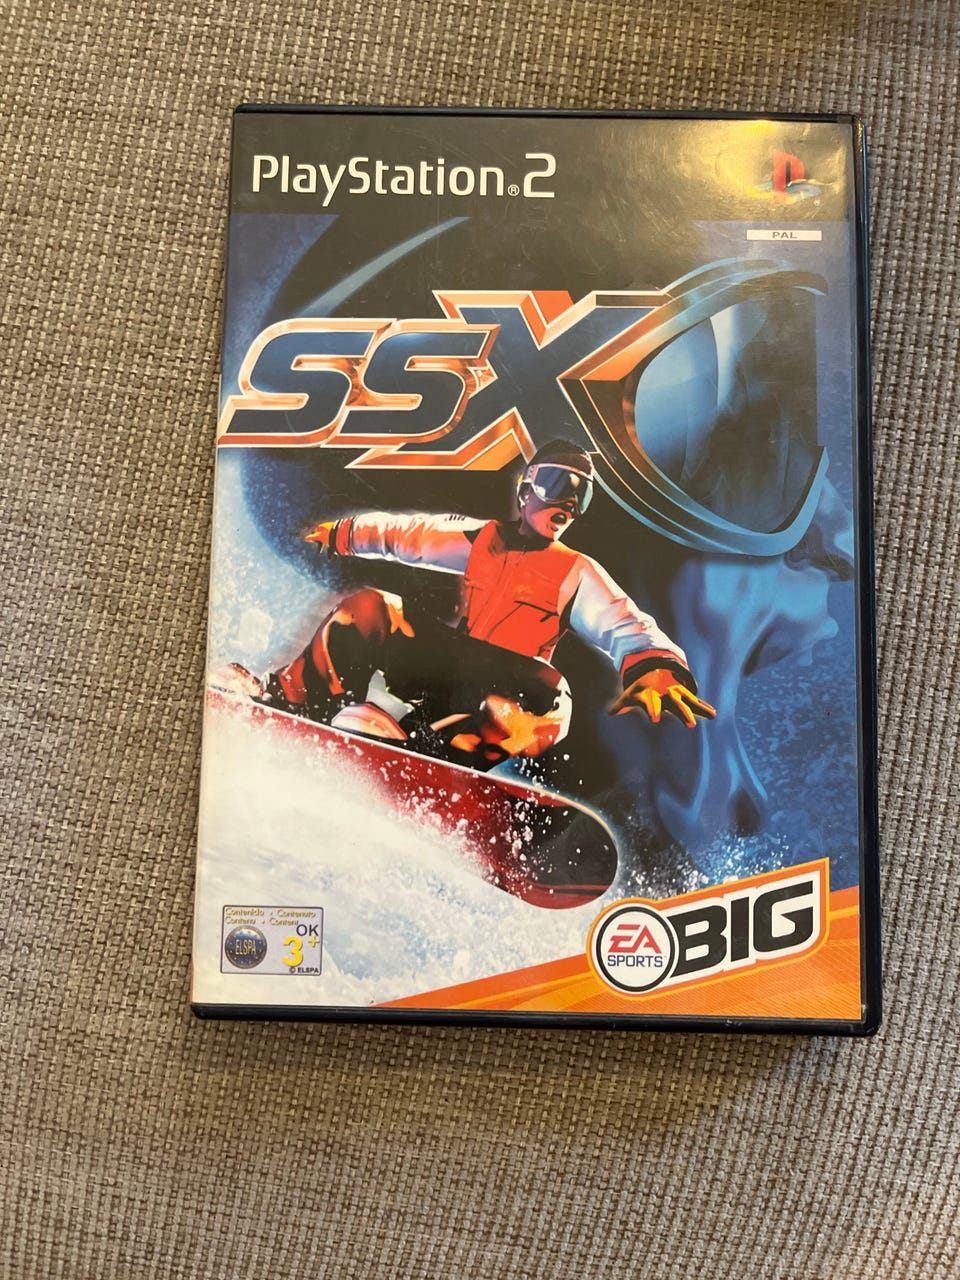 PlayStation®2
PAL
SSX
Contenido • Contenuto
Contenu • Content
OK
ELSPA
3+
© ELSPA
EA
SPORTS
BIG